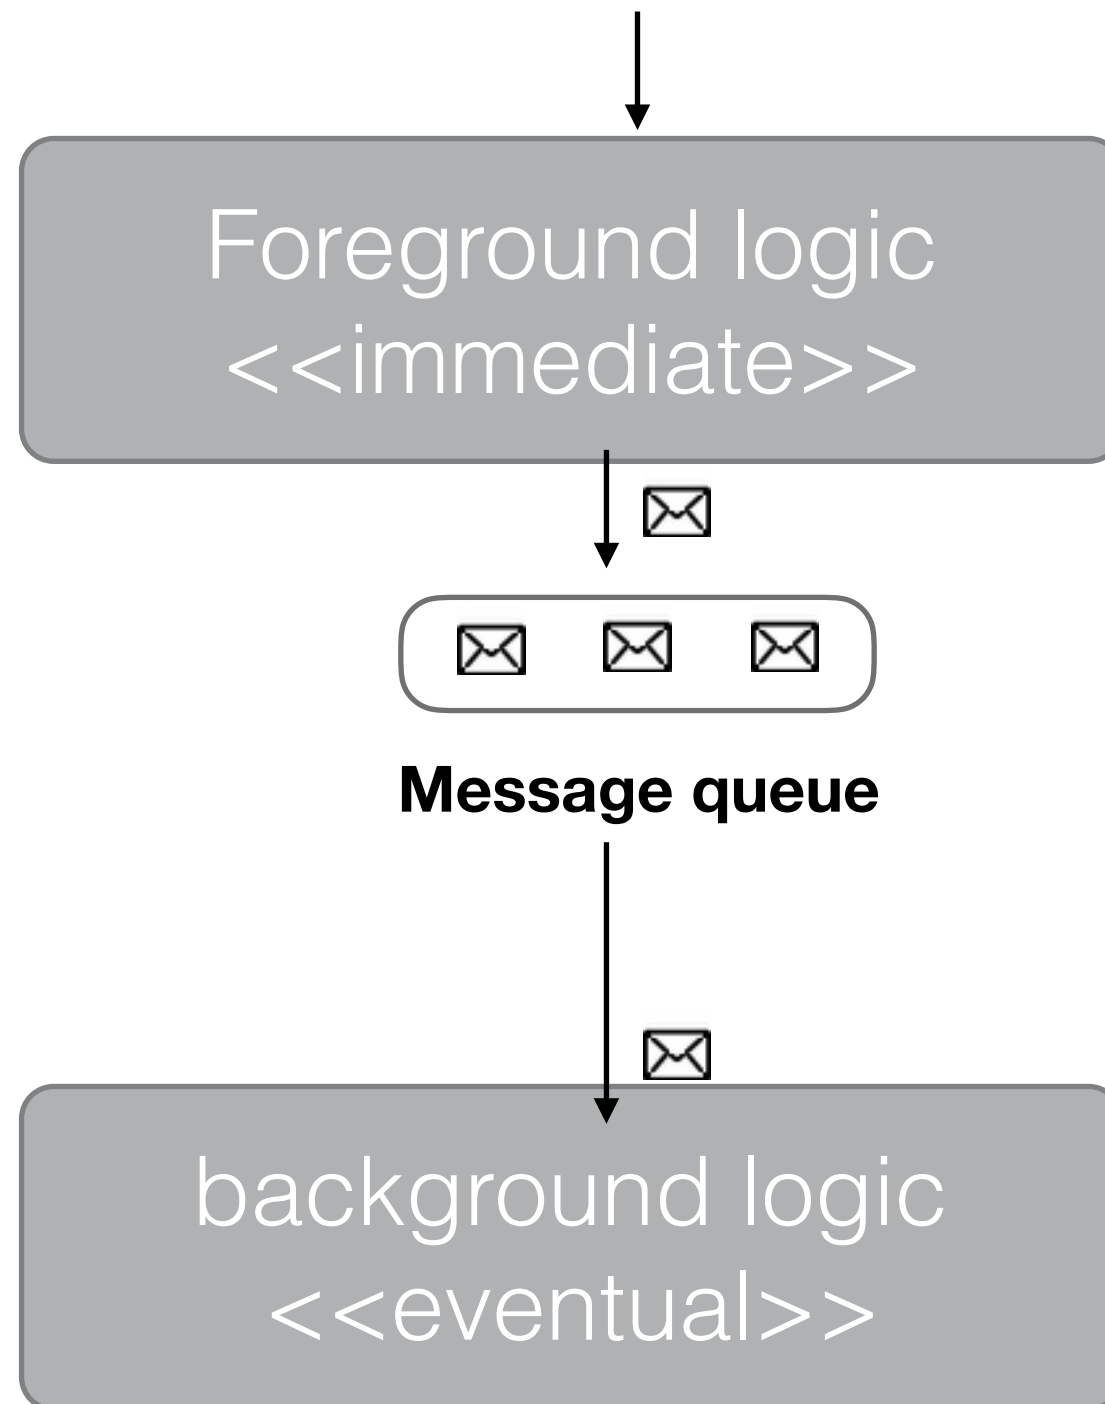 Foreground logic
<<immediate>>
Message queue
background logic
<<eventual>>